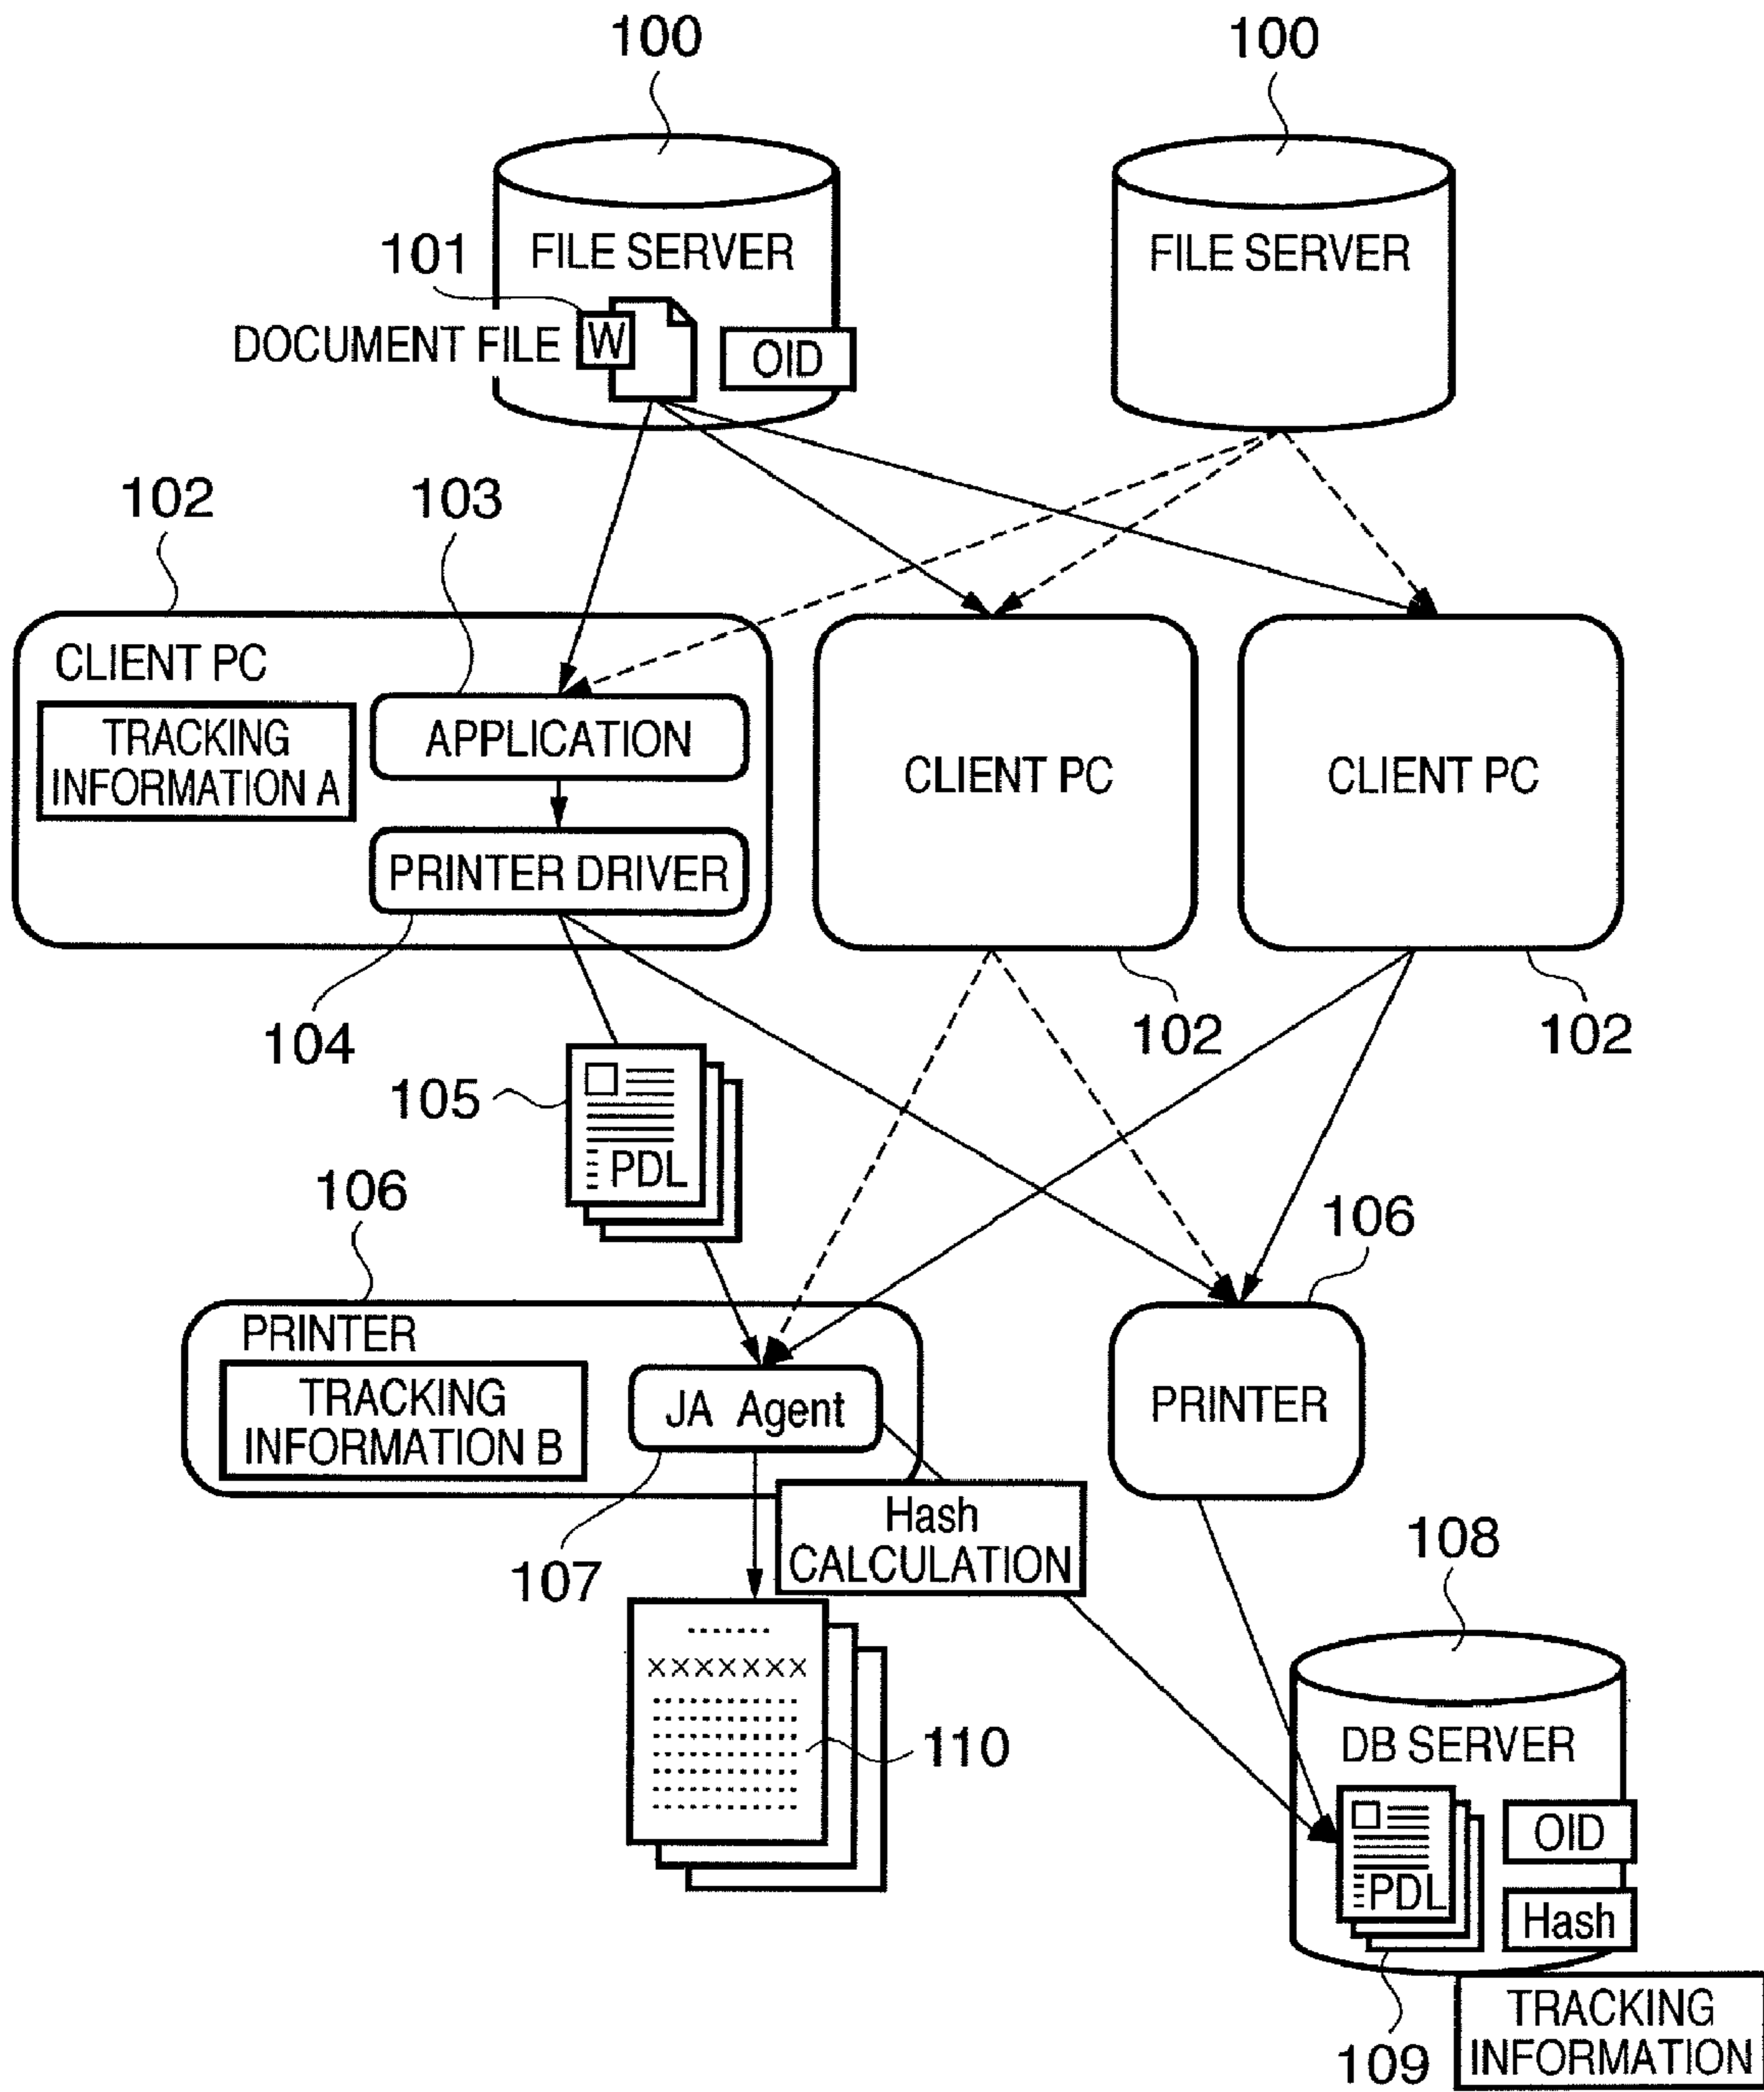 100
100
FILE SERVER
FILE SERVER
101
DOCUMENT FILE
W
OID
102
103
CLIENT PC
TRACKING
INFORMATION A
APPLICATION
PRINTER DRIVER
CLIENT PC
CLIENT PC
104
102
102
105
PDL
106
106
PRINTER
TRACKING
INFORMATION B
JA Agent
PRINTER
Hash
CALCULATION
107
108
XXXXXXX
110
DB SERVER
OID
PDL
Hash
109
TRACKING
INFORMATION